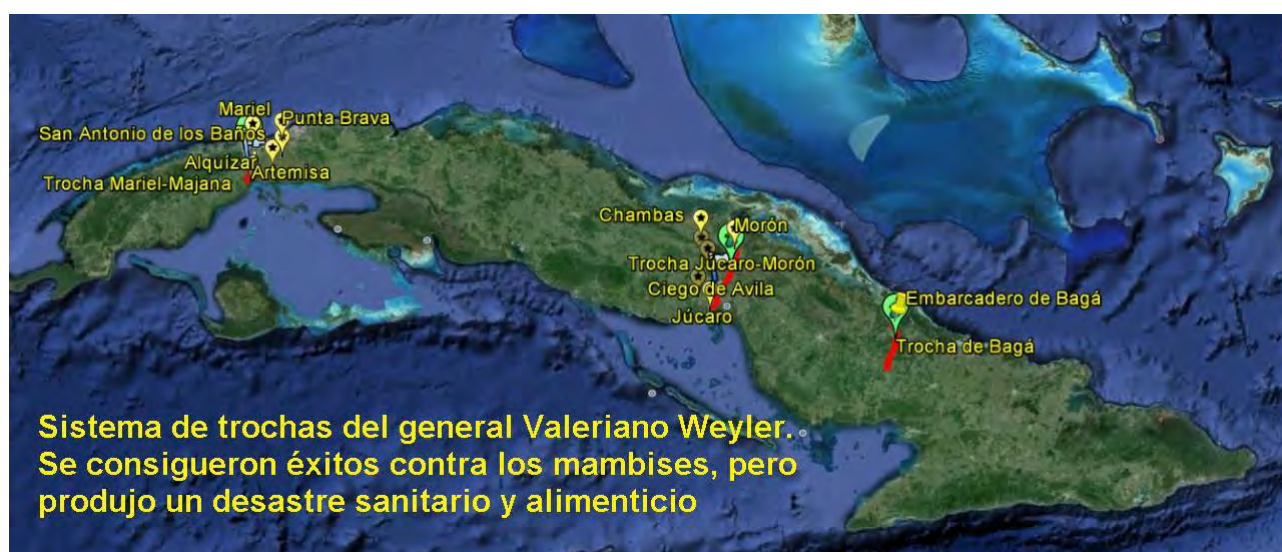 Mariel
Punta Brava
San Antonio de los Baños
Alquízar
Artemisa
Trocha Mariel-Majana
Chambas
Morón
Trocha Júcaro-Morón
Ciego de Avila
Júcaro
Embarcadero de Bagá
Trocha de Bagá
Sistema de trochas del general Valeriano Weyler.
Se consigueron éxitos contra los mambises, pero
produjo un desastre sanitario y alimenticio